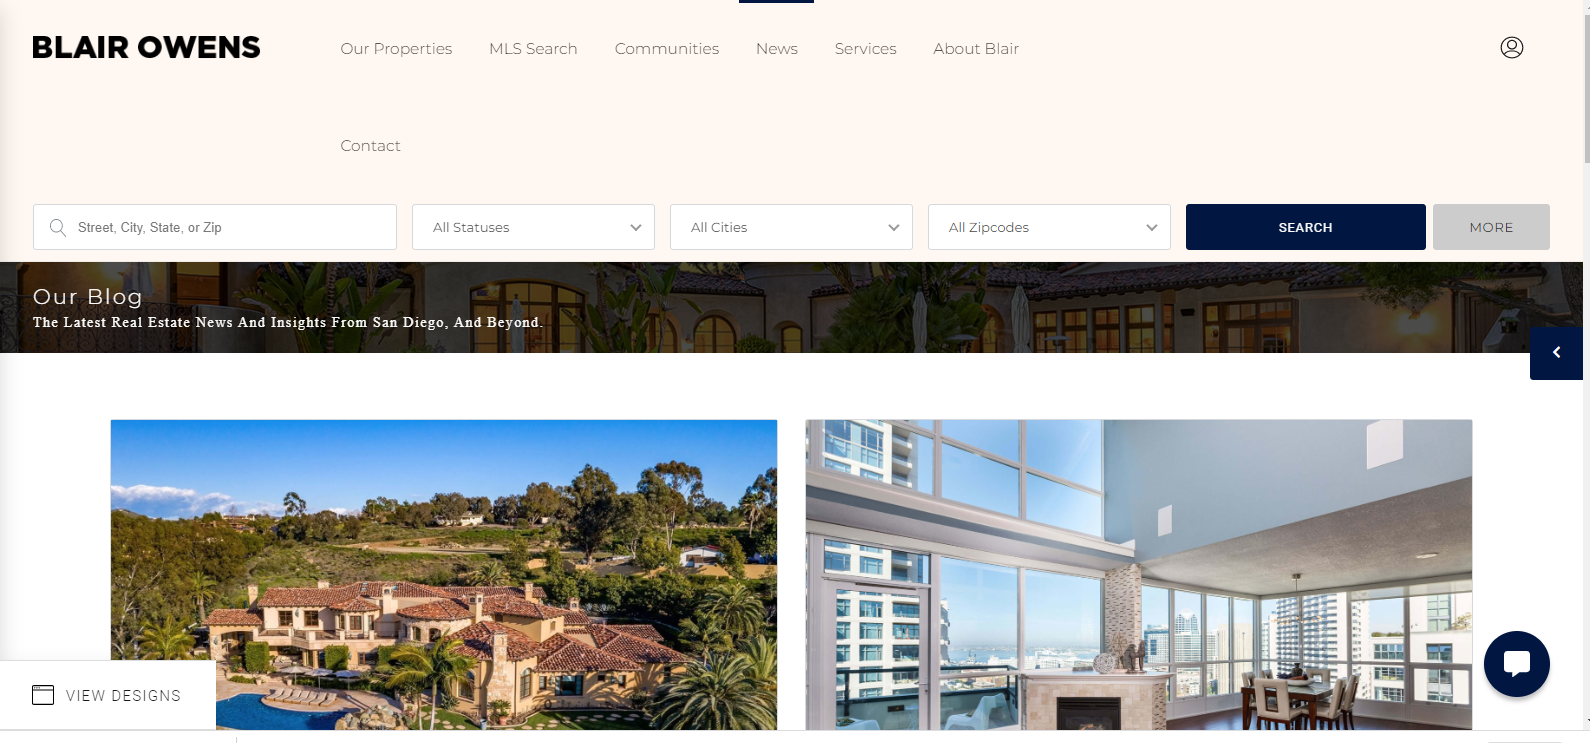 BLAIR OWENS
Our Properties MLS Search Communities News Services About Blair
Contact
Street, City, State, or Zip All Statuses All Cities All Zipcodes SEARCH MORE
Our Blog
The Latest Real Estate News And Insights From San Diego, And Beyond.
VIEW DESIGNS